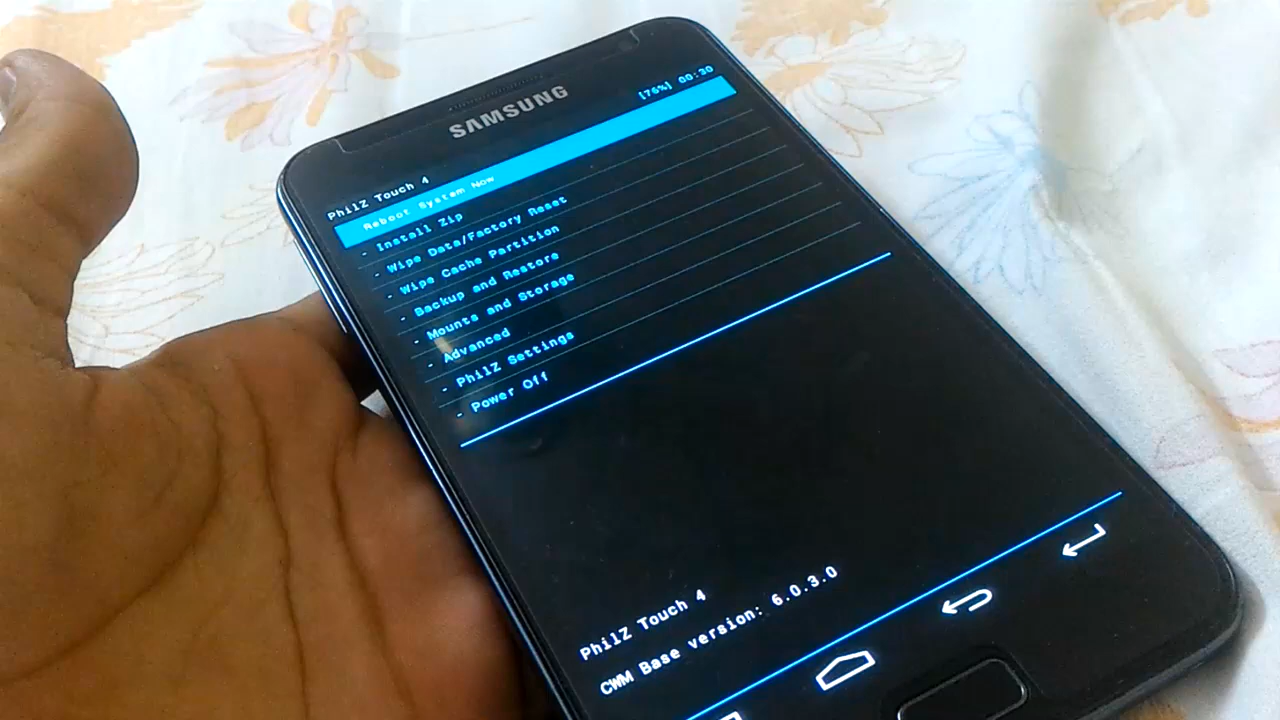 SAMSUNG
[76%] 00:30
PhilZ Touch 4
Reboot System Now
- Install Zip
- Wipe Data/Factory Reset
- Wipe Cache Partition
- Backup and Restore
- Mounts and Storage
- Advanced
- PhilZ Settings
- Power Off
PhilZ Touch 4
CWM Base version: 6.0.3.0